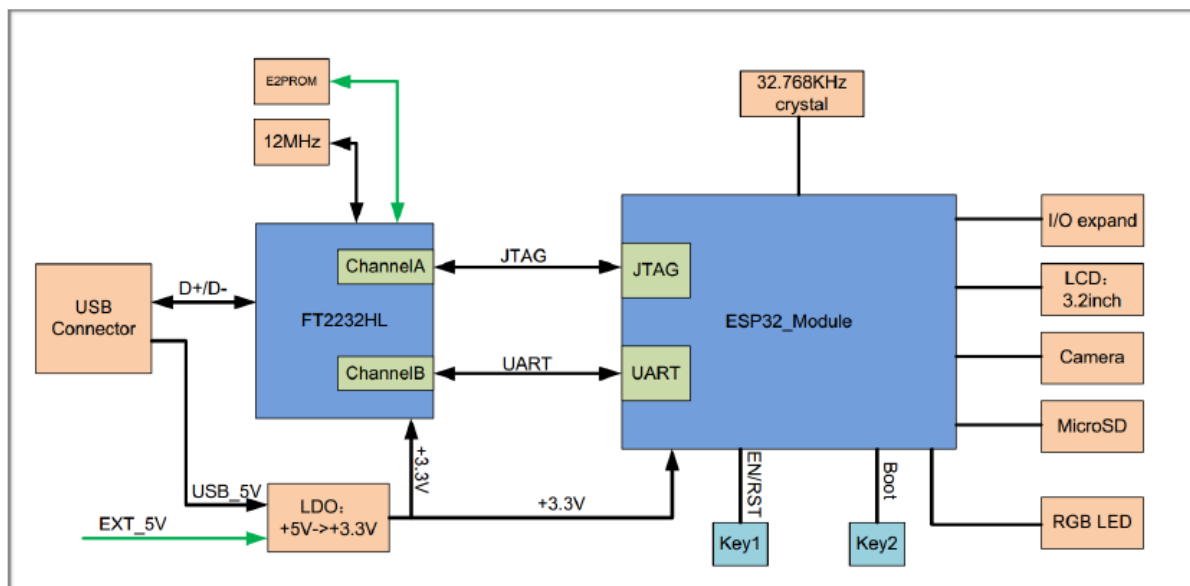 E2PROM
32.768KHz
crystal
12MHz
I/O expand
ChannelA
JTAG
JTAG
LCD：
3.2inch
D+/D-
USB
Connector
FT2232HL
ESP32_Module
Camera
ChannelB
UART
UART
MicroSD
+3.3V
EN/RST
Boot
USB_5V
LDO：
+5V->+3.3V
+3.3V
EXT_5V
RGB LED
Key1
Key2